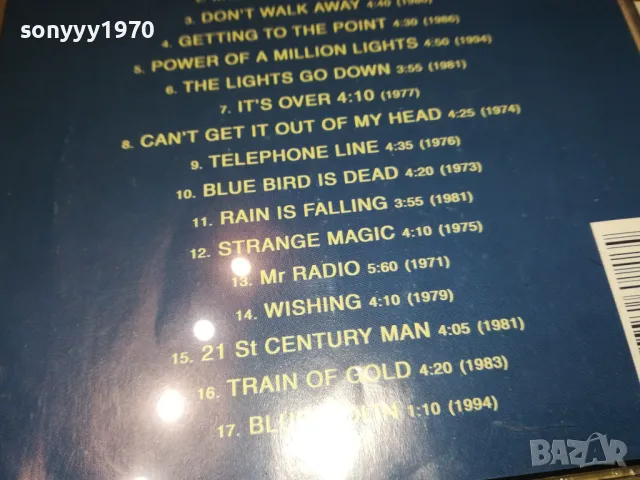 sonyyy1970
3. DON'T WALK AWAY 4:40 (1980)
4. GETTING TO THE POINT 4:30 (1986)
5. POWER OF A MILLION LIGHTS 4:50 (1994)
6. THE LIGHTS GO DOWN 3:55 (1981)
7. IT'S OVER 4:10 (1977)
8. CAN'T GET IT OUT OF MY HEAD 4:25 (1974)
9. TELEPHONE LINE 4:35 (1976)
10. BLUE BIRD IS DEAD 4:20 (1973)
11. RAIN IS FALLING 3:55 (1981)
12. STRANGE MAGIC 4:10 (1975)
13. Mr RADIO 5:60 (1971)
14. WISHING 4:10 (1979)
15. 21 St CENTURY MAN 4:05 (1981)
16. TRAIN OF GOLD 4:20 (1983)
17. 1:10 (1994)
BAZAR